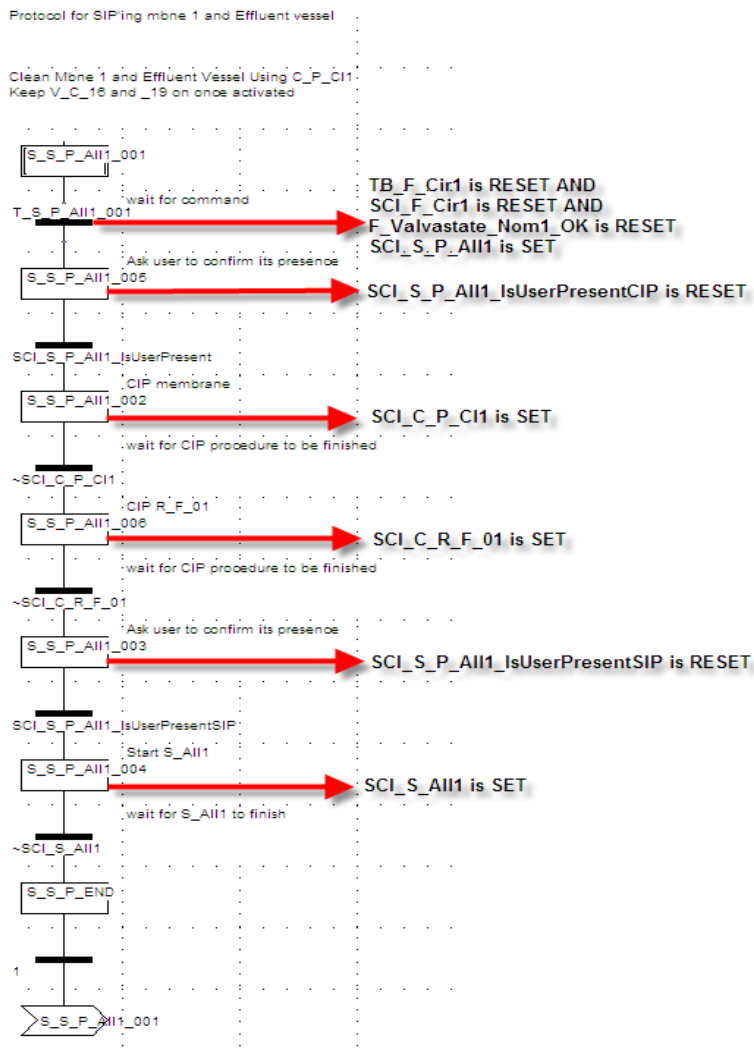 Protocol for SIP'ing mbne 1 and Effluent vessel
Clean Mbne 1 and Effluent Vessel Using C_P_CI1
Keep V_C_16 and _19 on once activated
S_S_P_All1_001
wait for command
T_S_P_All1_001
TB_F_Cir1 is RESET AND
SCI_F_Cir1 is RESET AND
F_Valvastate_Nom1_OK is RESET
SCI_S_P_All1 is SET
Ask user to confirm its presence
S_S_P_All1_005
SCI_S_P_All1_IsUserPresentCIP is RESET
SCI_S_P_All1_IsUserPresent
CIP membrane
S_S_P_All1_002
SCI_C_P_CI1 is SET
wait for CIP procedure to be finished
~SCI_C_P_CI1
CIP R_F_01
S_S_P_All1_006
SCI_C_R_F_01 is SET
wait for CIP procedure to be finished
~SCI_C_R_F_01
Ask user to confirm its presence
S_S_P_All1_003
SCI_S_P_All1_IsUserPresentSIP is RESET
SCI_S_P_All1_IsUserPresentSIP
Start S_All1
S_S_P_All1_004
SCI_S_All1 is SET
wait for S_All1 to finish
~SCI_S_All1
S_S_P_END
1
S_S_P_All1_001